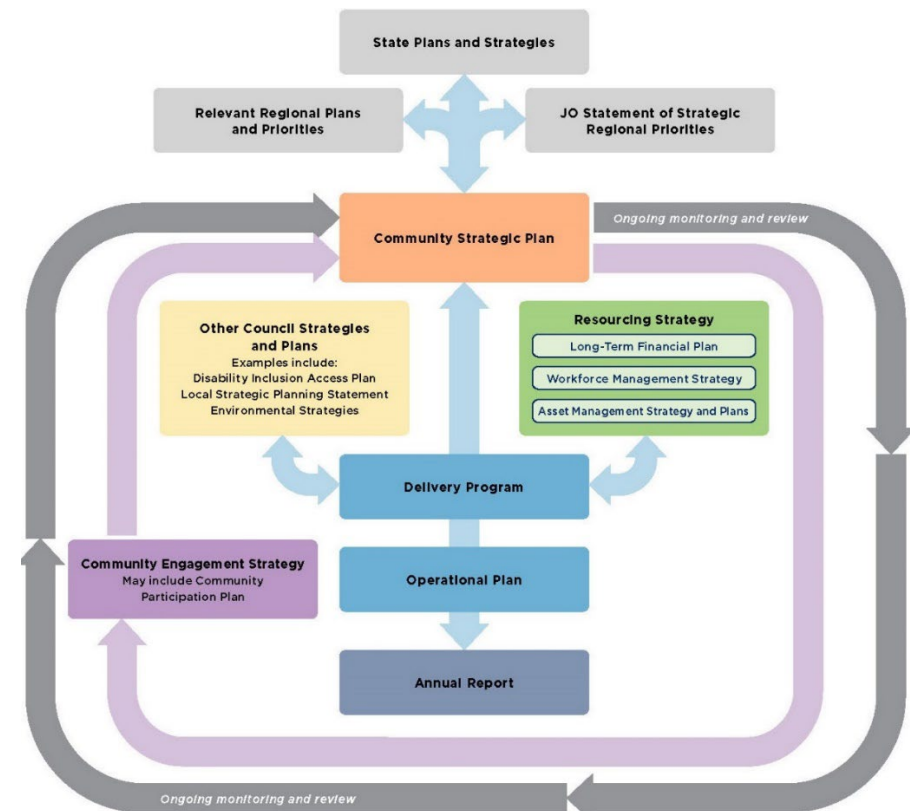 State Plans and Strategies
Relevant Regional Plans
and Priorities
JO Statement of Strategic
Regional Priorities
Ongoing monitoring and review
Community Strategic Plan
Other Council Strategies
and Plans
Examples include:
Disability Inclusion Access Plan
Local Strategic Planning Statement
Environmental Strategies
Resourcing Strategy
Long-Term Financial Plan
Workforce Management Strategy
Asset Management Strategy and Plans
Delivery Program
Community Engagement Strategy
May include Community
Participation Plan
Operational Plan
Annual Report
Ongoing monitoring and review